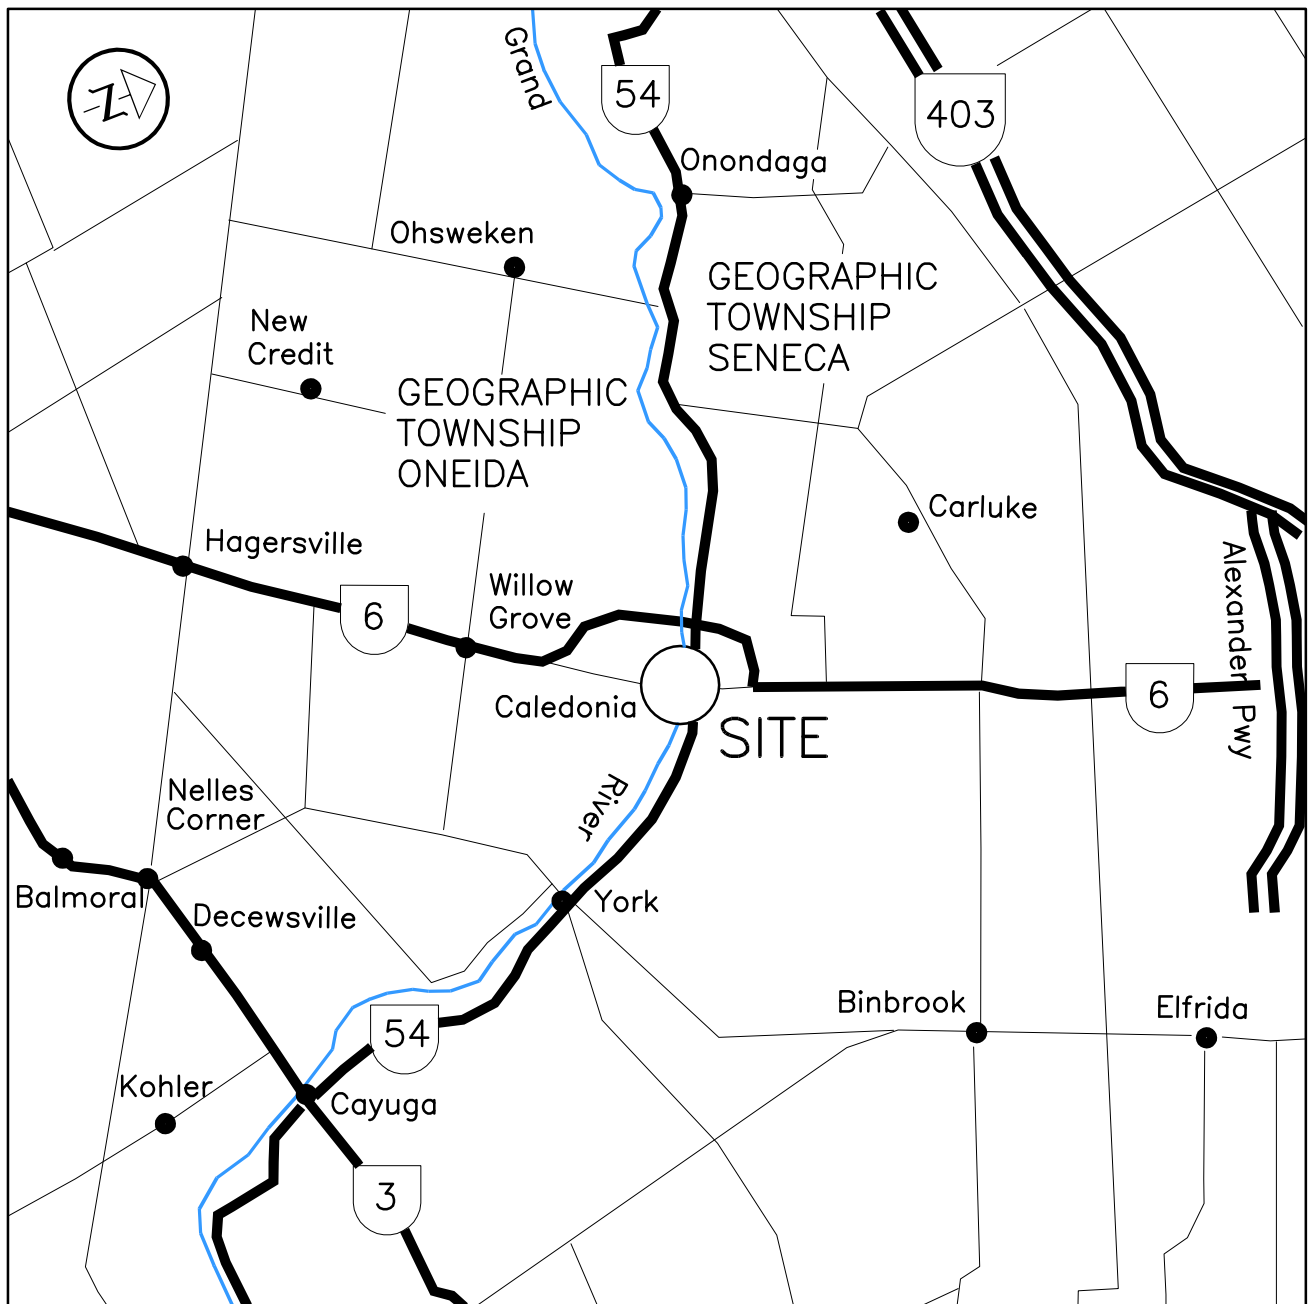 Grand
54
403
N
Onondaga
Ohsweken
GEOGRAPHIC
TOWNSHIP
SENECA
New
Credit
GEOGRAPHIC
TOWNSHIP
ONEIDA
Carluke
Hagersville
Willow
Grove
6
Alexander Pwy
6
Caledonia
SITE
River
Nelles
Corner
Balmoral
Decewsville
York
54
Binbrook
Elfrida
Kohler
Cayuga
3